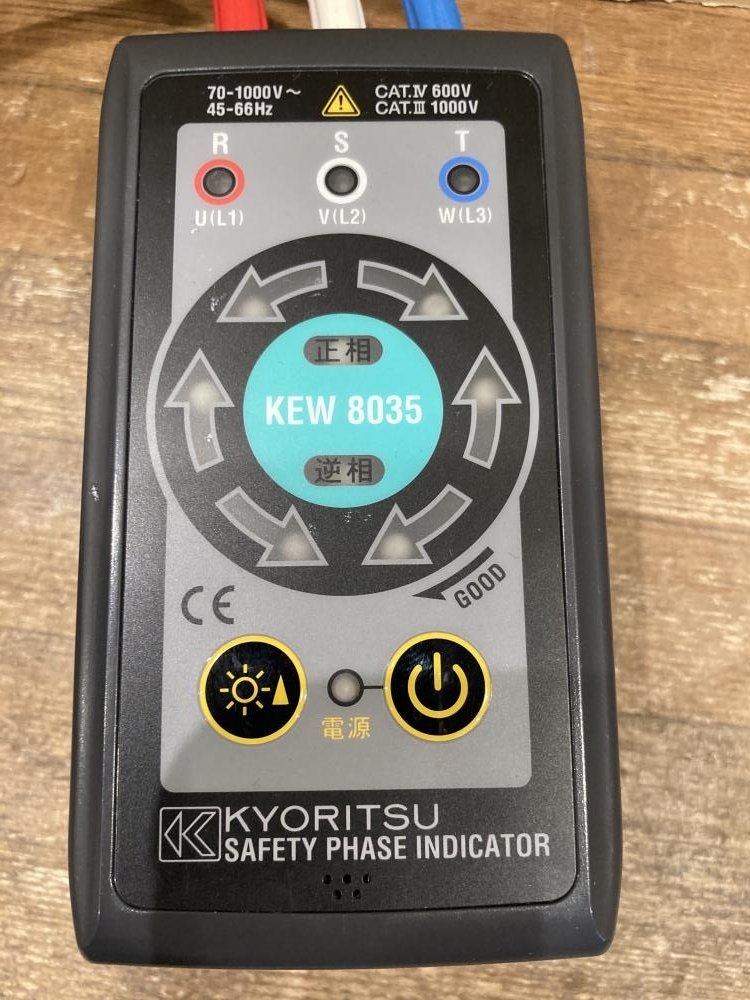 70-1000V～
45-66Hz
CAT.Ⅳ 600V
CAT.Ⅲ 1000V
R S T
U(L1) V(L2) W(L3)
正相
KEW 8035
逆相
GOOD
CE
電源
KYORITSU
SAFETY PHASE INDICATOR